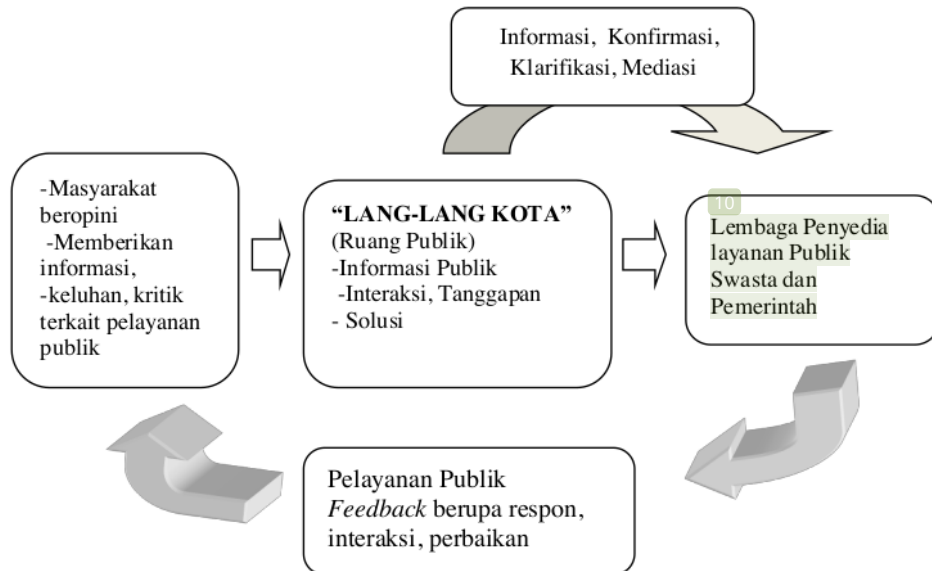 Informasi, Konfirmasi,
Klarifikasi, Mediasi
-Masyarakat
beropini
-Memberikan
informasi,
-keluhan, kritik
terkait pelayanan
publik
“LANG-LANG KOTA”
(Ruang Publik)
-Informasi Publik
-Interaksi, Tanggapan
- Solusi
10
Lembaga Penyedia
layanan Publik
Swasta dan
Pemerintah
Pelayanan Publik
Feedback berupa respon,
interaksi, perbaikan